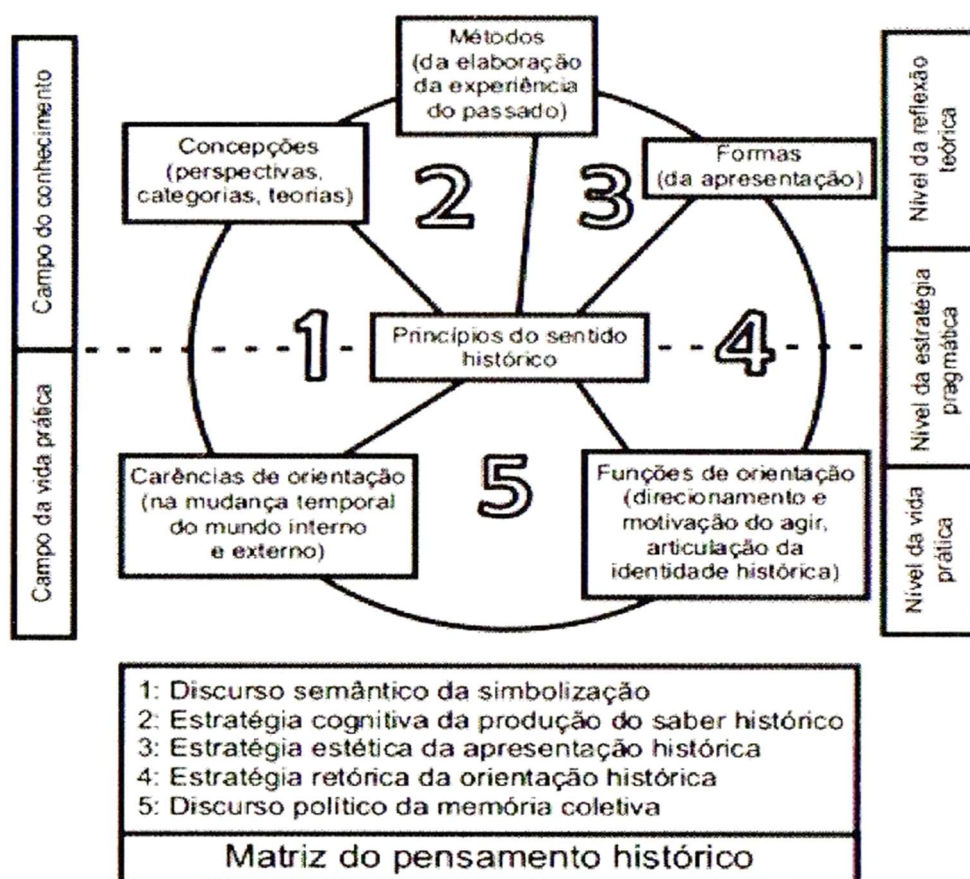 Campo do conhecimento
Campo da vida prática
Métodos
(da elaboração
da experiência
do passado)
Concepções
(perspectivas,
categorias, teorias)
Formas
(da apresentação)
2
3
1
4
5
Princípios do sentido
histórico
Carências de orientação
(na mudança temporal
do mundo interno
e externo)
Funções de orientação
(direcionamento e
motivação do agir,
articulação da
identidade histórica)
Nível da reflexão
teórica
Nível da estratégia
pragmática
Nível da vida
prática
1: Discurso semântico da simbolização
2: Estratégia cognitiva da produção do saber histórico
3: Estratégia estética da apresentação histórica
4: Estratégia retórica da orientação histórica
5: Discurso político da memória coletiva
Matriz do pensamento histórico